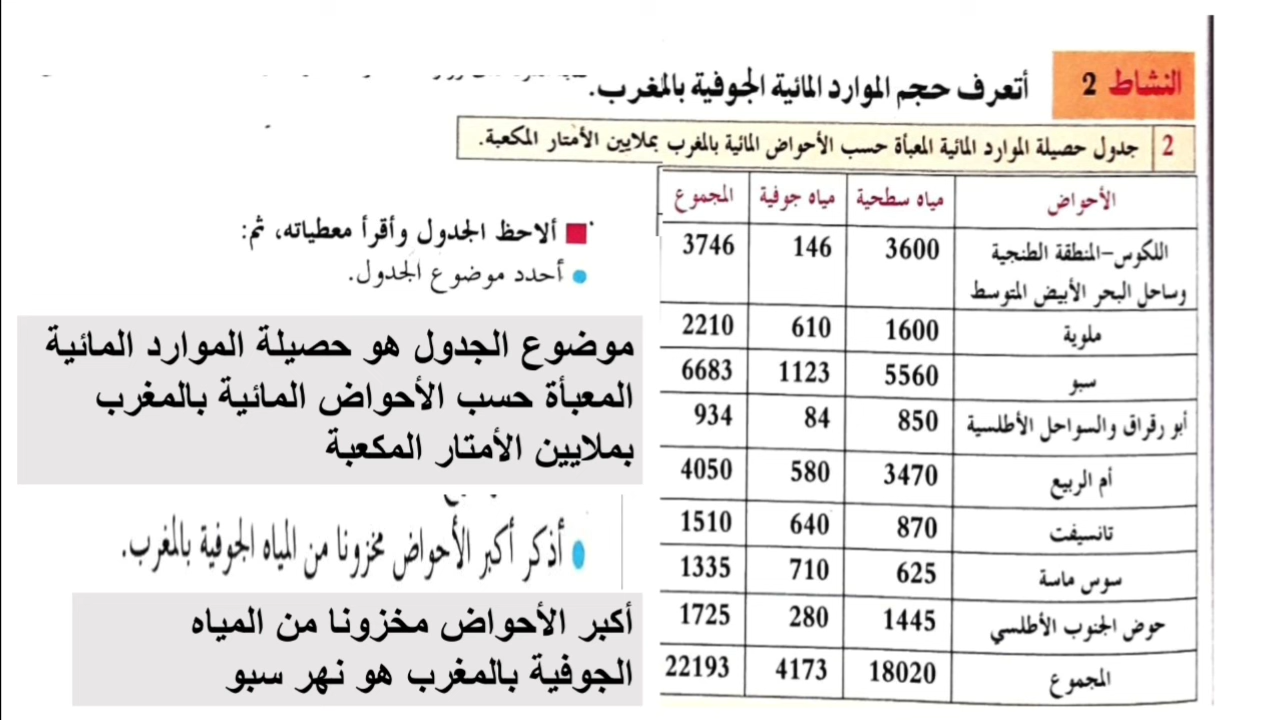 النشاط 2
أتعرف حجم الموارد المائية الجوفية بالمغرب.
2 جدول حصيلة الموارد المائية المعبأة حسب الأحواض المائية بالمغرب بملايين الأمتار المكعبة.
الأحواض مياه سطحية مياه جوفية المجموع
اللكوس-المنطقة الطنجية
وساحل البحر الأبيض المتوسط 3600 146 3746
ملوية 1600 610 2210
سبو 5560 1123 6683
أبو رقراق والسواحل الأطلسية 850 84 934
أم الربيع 3470 580 4050
تانسيفت 870 640 1510
سوس ماسة 625 710 1335
حوض الجنوب الأطلسي 1445 280 1725
المجموع 18020 4173 22193
ألاحظ الجدول وأقرأ معطياته، ثم:
أحدد موضوع الجدول.
موضوع الجدول هو حصيلة الموارد المائية
المعبأة حسب الأحواض المائية بالمغرب
بملايين الأمتار المكعبة
أذكر أكبر الأحواض مخزونا من المياه الجوفية بالمغرب.
أكبر الأحواض مخزونا من المياه
الجوفية بالمغرب هو نهر سبو